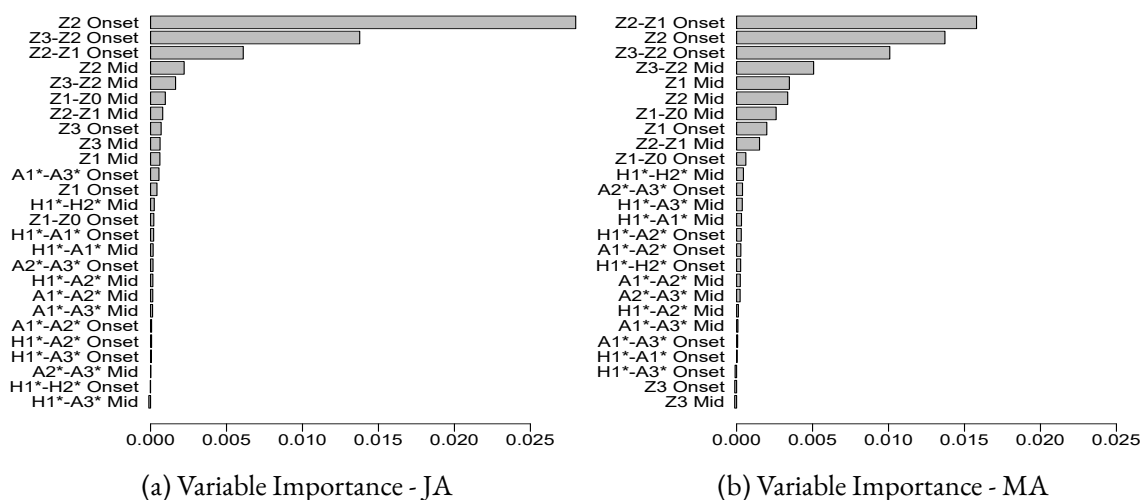 Z2 Onset
Z3-Z2 Onset
Z2-Z1 Onset
Z2 Mid
Z3-Z2 Mid
Z1-Z0 Mid
Z2-Z1 Mid
Z3 Onset
Z3 Mid
Z1 Mid
A1*-A3* Onset
Z1 Onset
H1*-H2* Mid
Z1-Z0 Onset
H1*-A1* Onset
H1*-A1* Mid
A2*-A3* Onset
H1*-A2* Mid
A1*-A2* Mid
A1*-A3* Mid
A1*-A2* Onset
H1*-A2* Onset
H1*-A3* Onset
A2*-A3* Mid
H1*-H2* Onset
H1*-A3* Mid
0.000 0.005 0.010 0.015 0.020 0.025
(a) Variable Importance - JA
Z2-Z1 Onset
Z2 Onset
Z3-Z2 Onset
Z3-Z2 Mid
Z1 Mid
Z2 Mid
Z1-Z0 Mid
Z1 Onset
Z2-Z1 Mid
Z1-Z0 Onset
H1*-H2* Mid
A2*-A3* Onset
H1*-A3* Mid
H1*-A1* Mid
H1*-A2* Onset
A1*-A2* Onset
H1*-H2* Onset
A1*-A2* Mid
A2*-A3* Mid
H1*-A2* Mid
A1*-A3* Mid
A1*-A3* Onset
H1*-A1* Onset
H1*-A3* Onset
Z3 Onset
Z3 Mid
0.000 0.005 0.010 0.015 0.020 0.025
(b) Variable Importance - MA